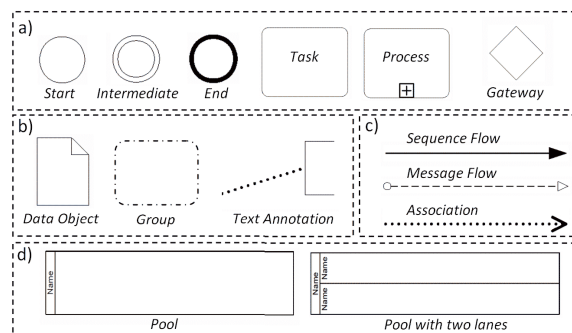 a)
Task
Process
Start
Intermediate
End
Gateway
b)
Data Object
Group
Text Annotation
c)
Sequence Flow
Message Flow
Association
d)
Name
Pool
Name
Name
Name
Pool with two lanes